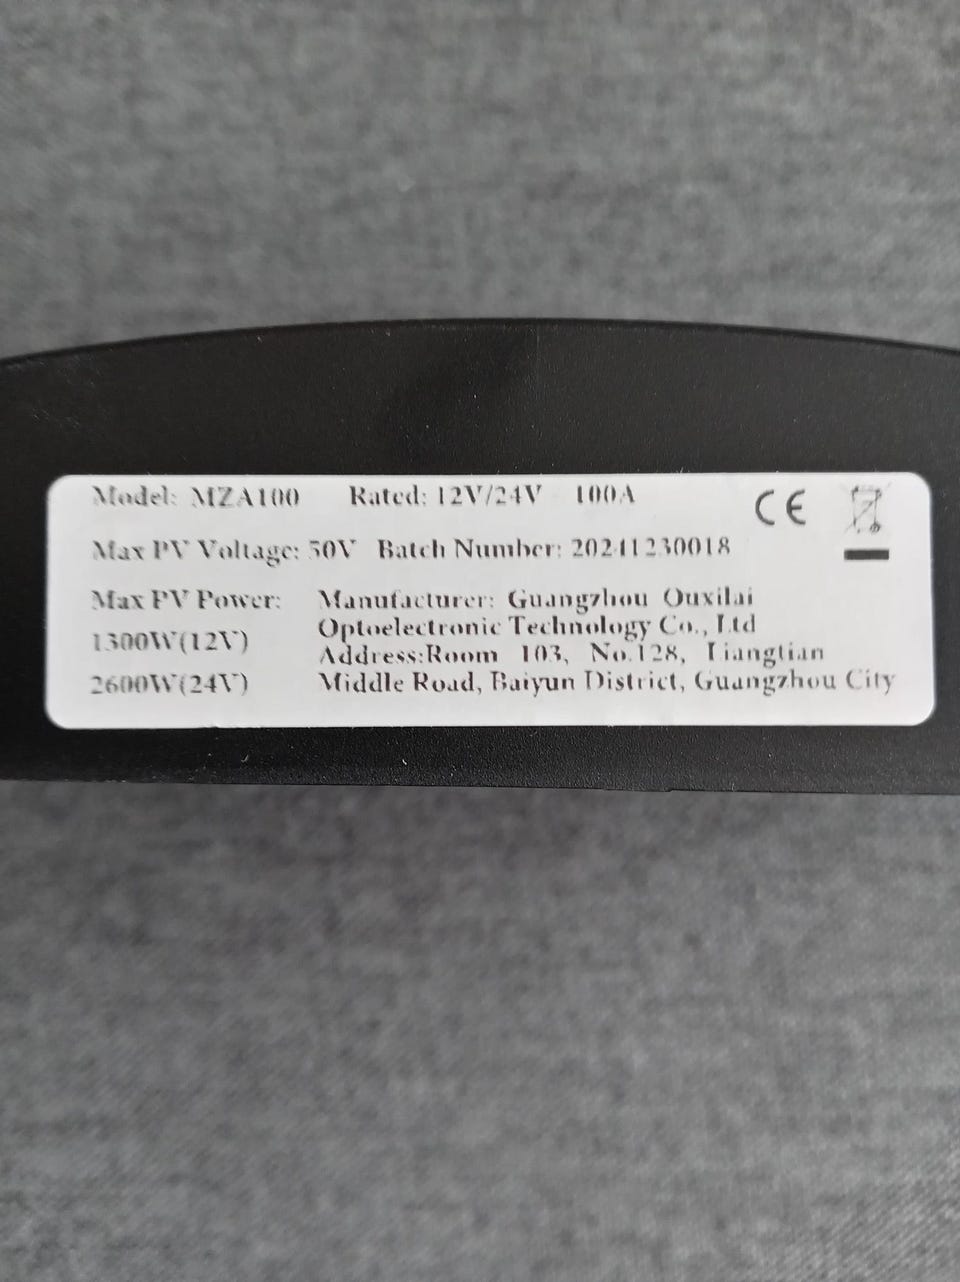 Model: MZA100 Rated: 12V/24V 100A
CE
Max PV Voltage: 50V Batch Number: 20241230018
Max PV Power:
1300W(12V)
2600W(24V)
Manufacturer: Guangzhou Ouxilai
Optoelectronic Technology Co., Ltd
Address:Room 103, No.128, Liangtian
Middle Road, Baiyun District, Guangzhou City